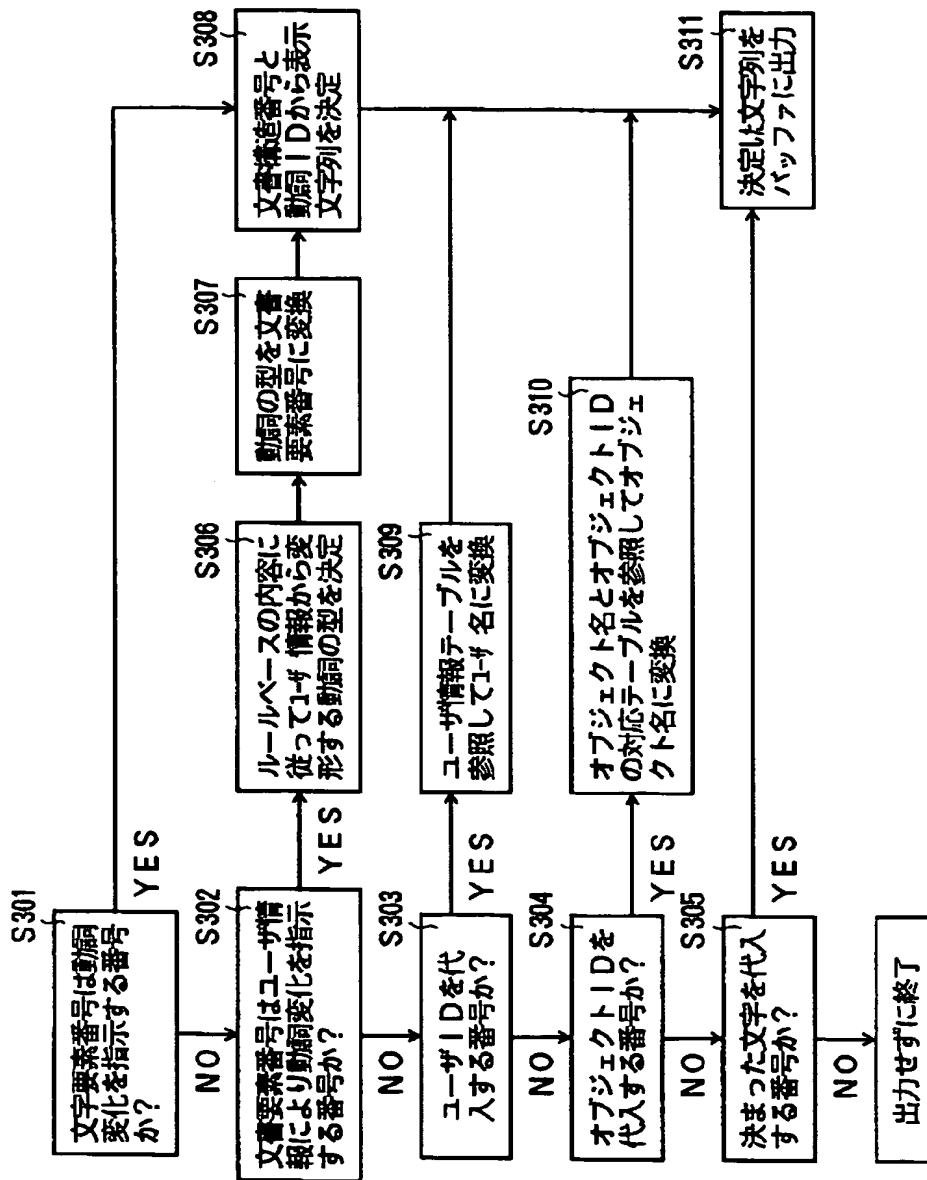 S301
文字要素番号は動詞
変化を指示する番号
か?
YES
NO
S302
文書要素番号はユーザ情
報により動詞変化を指示
する番号か?
YES
NO
S303
ユーザIDを代
入する番号か?
YES
NO
S304
オブジェクトIDを
代入する番号か?
YES
NO
S305
決まった文字を代入
する番号か?
YES
NO
出力せずに終了
S306
ルールベースの内容に
従ってユーザ情報から変
形する動詞の型を決定
S307
動詞の型を文書
要素番号に変換
S308
文書構造番号と
動詞IDから表示
文字列を決定
S309
ユーザ情報テーブルを
参照してユーザ名に変換
S310
オブジェクト名とオブジェクトID
の対応テーブルを参照してオブジェ
クト名に変換
S311
決定した文字列を
バッファに出力